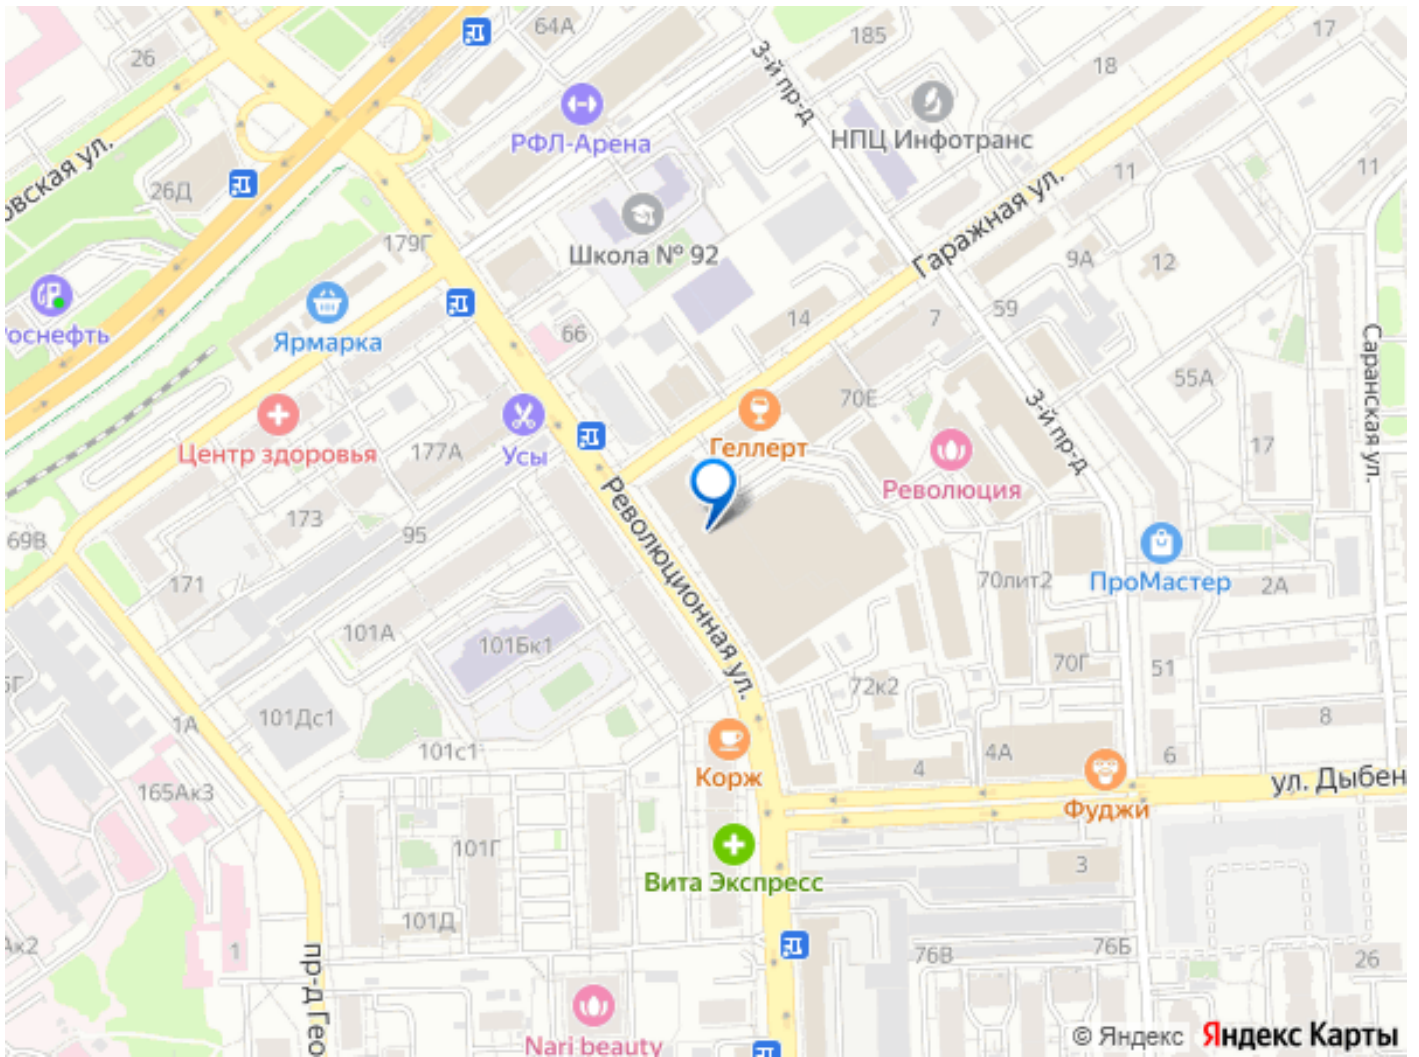 64А
185
17
26
3-й пр-д
18
РФЛ-Арена
НПЦ Инфотранс
овская ул.
26Д
11
11
Гаражная ул.
179Г
Школа № 92
9А
12
оснефть
Ярмарка
66
14
7
59
Саранская ул.
55А
70Е
3-й пр-д
Центр здоровья
177А
Усы
Геллерт
17
Революция
173
95
69В
Революционная ул.
171
70лит2
ПроМастер
2А
101А
101Бк1
70Г
51
5Г
72к2
1А
101Дс1
8
101с1
4А
6
4
Корж
165Ак3
ул. Дыбен
Фуджи
101Г
3
Вита Экспресс
101Д
1
Ак2
76В
76Б
26
пр-д Гео
Nari beauty
© Яндекс Яндекс Карты